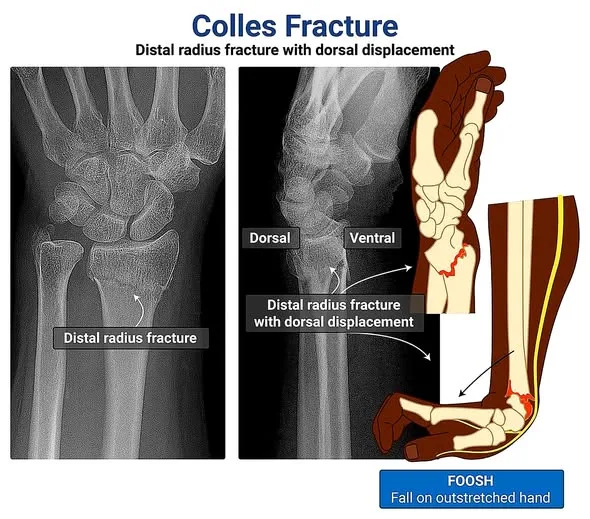 Colles Fracture
Distal radius fracture with dorsal displacement
Dorsal
Ventral
Distal radius fracture
with dorsal displacement
Distal radius fracture
FOOSH
Fall on outstretched hand